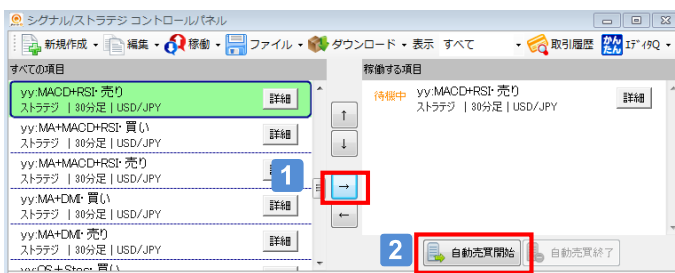 シグナル/ストラテジ コントロールパネル
新規作成 編集 稼働 ファイル ダウンロード 表示 すべて 取引履歴 かんたん ｴﾃﾞｨﾀQ
すべての項目
稼働する項目
yy:MACD+RSI･売り
ストラテジ | 30分足 | USD/JPY
詳細
yy:MA+MACD+RSI･買い
ストラテジ | 30分足 | USD/JPY
詳細
yy:MA+MACD+RSI･売り
ストラテジ | 30分足 | USD/JPY
yy:MA+DMI･買い
ストラテジ | 30分足 | USD/JPY
詳細
yy:MA+DMI･売り
ストラテジ | 30分足 | USD/JPY
詳細
↑
↓
1
→
←
待機中 yy:MACD+RSI･売り
ストラテジ | 30分足 | USD/JPY
詳細
2
自動売買開始
自動売買終了